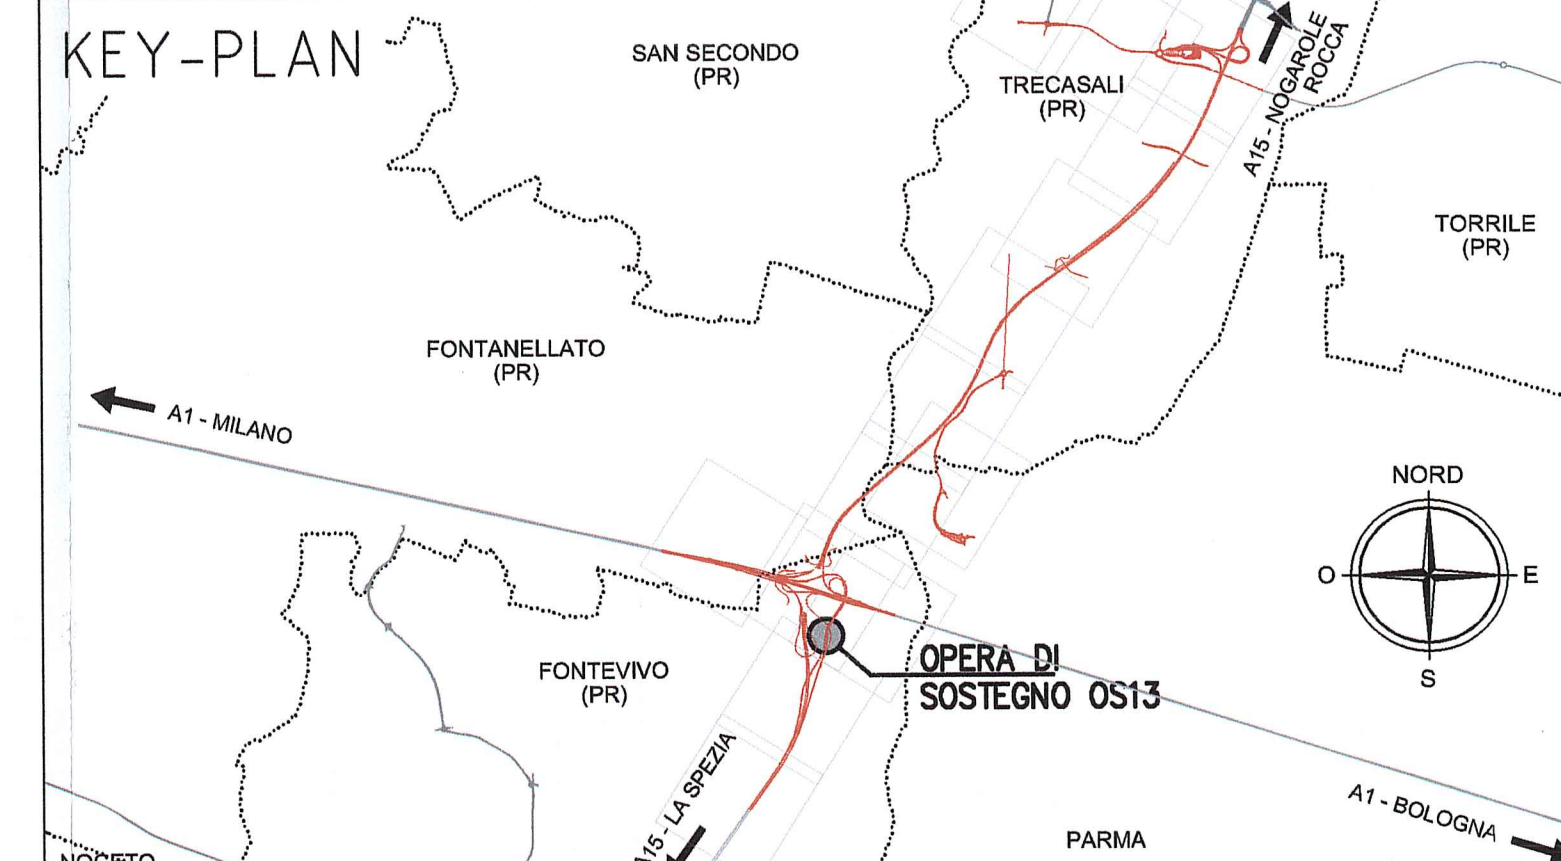 KEY-PLAN
SAN SECONDO
(PR)
TRECASALI
(PR)
A15 - NOGAROLE
ROCCA
TORRILE
(PR)
FONTANELLATO
(PR)
A1 - MILANO
NORD
O
E
S
OPERA DI
SOSTEGNO OS13
FONTEVIVO
(PR)
A15 - LA SPEZIA
A1 - BOLOGNA
PARMA
NOCETO